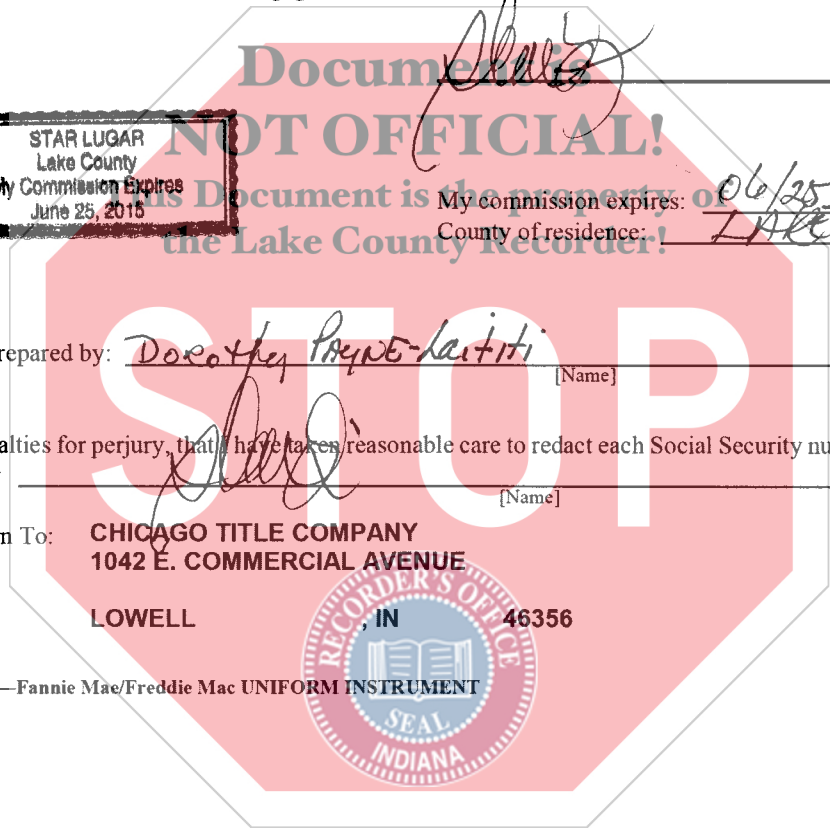 Document is
NOT OFFICIAL!
This Document is the property of
the Lake County Recorder!
STAR LUGAR
Lake County
My Commission Expires
June 25, 2015
My commission expires: 06/25
County of residence: LAKE
repared by: Dorothy PAYNE-Laititi
[Name]
alties for perjury, that I have taken reasonable care to redact each Social Security nu
[Name]
n To: CHICAGO TITLE COMPANY
1042 E. COMMERCIAL AVENUE
LOWELL , IN 46356
—Fannie Mae/Freddie Mac UNIFORM INSTRUMENT
STOP
RECORDER'S OFFICE
SEAL
INDIANA